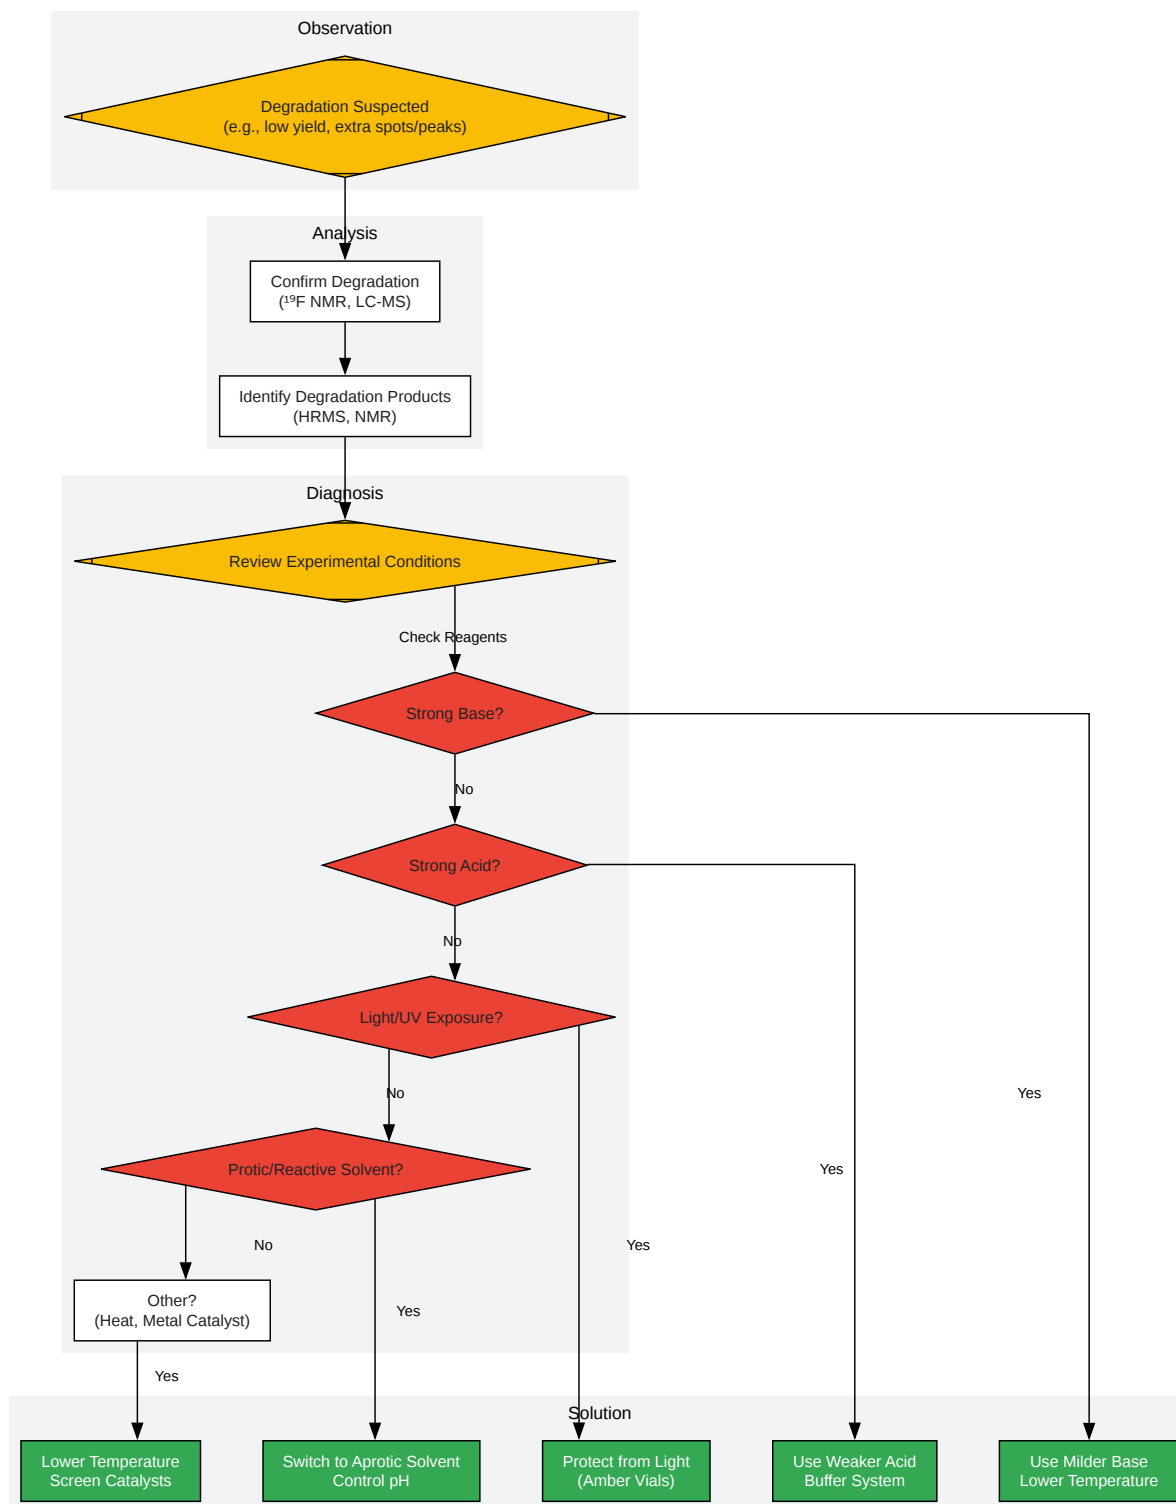 Observation
Degradation Suspected
(e.g., low yield, extra spots/peaks)
Analysis
Confirm Degradation
(¹⁹F NMR, LC-MS)
Identify Degradation Products
(HRMS, NMR)
Diagnosis
Review Experimental Conditions
Check Reagents
Strong Base?
No
Strong Acid?
No
Light/UV Exposure?
No
Yes
Protic/Reactive Solvent?
Yes
No
Yes
Other?
(Heat, Metal Catalyst)
Yes
Yes
Solution
Lower Temperature
Screen Catalysts
Switch to Aprotic Solvent
Control pH
Protect from Light
(Amber Vials)
Use Weaker Acid
Buffer System
Use Milder Base
Lower Temperature